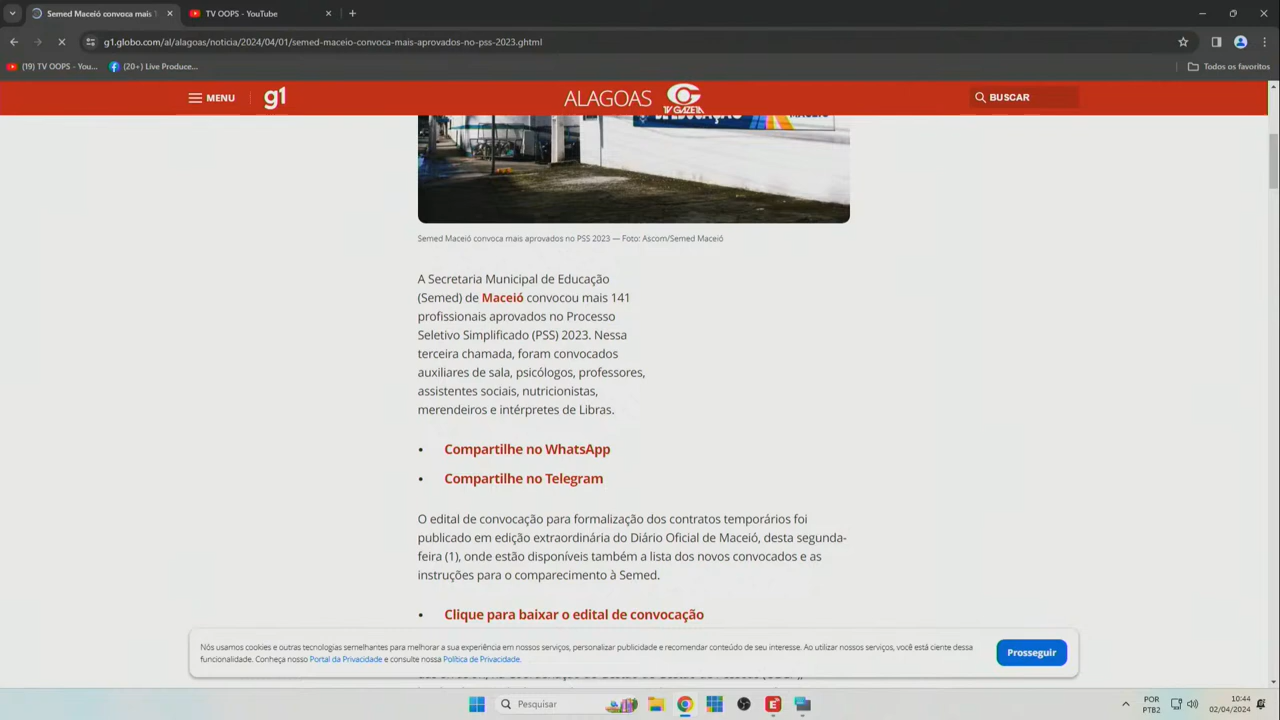 Semed Maceió convoca mais 1
TV OOPS - YouTube
g1.globo.com/al/alagoas/noticia/2024/04/01/semed-maceio-convoca-mais-aprovados-no-pss-2023.ghtml
(19) TV OOPS - You...
(20+) Live Produce...
Todos os favoritos
MENU
g1
ALAGOAS
TV GAZETA
BUSCAR
DE EDUCAÇÃO
MACEIÓ
Semed Maceió convoca mais aprovados no PSS 2023 — Foto: Ascom/Semed Maceió
A Secretaria Municipal de Educação
(Semed) de Maceió convocou mais 141
profissionais aprovados no Processo
Seletivo Simplificado (PSS) 2023. Nessa
terceira chamada, foram convocados
auxiliares de sala, psicólogos, professores,
assistentes sociais, nutricionistas,
merendeiros e intérpretes de Libras.
• Compartilhe no WhatsApp
• Compartilhe no Telegram
O edital de convocação para formalização dos contratos temporários foi
publicado em edição extraordinária do Diário Oficial de Maceió, desta segunda-
feira (1), onde estão disponíveis também a lista dos novos convocados e as
instruções para o comparecimento à Semed.
• Clique para baixar o edital de convocação
Nós usamos cookies e outras tecnologias semelhantes para melhorar a sua experiência em nossos serviços, personalizar publicidade e recomendar conteúdo de seu interesse. Ao utilizar nossos serviços, você está ciente dessa
funcionalidade. Conheça nosso Portal da Privacidade e consulte nossa Política de Privacidade.
Prosseguir
Pesquisar
POR
PTB2
10:44
02/04/2024